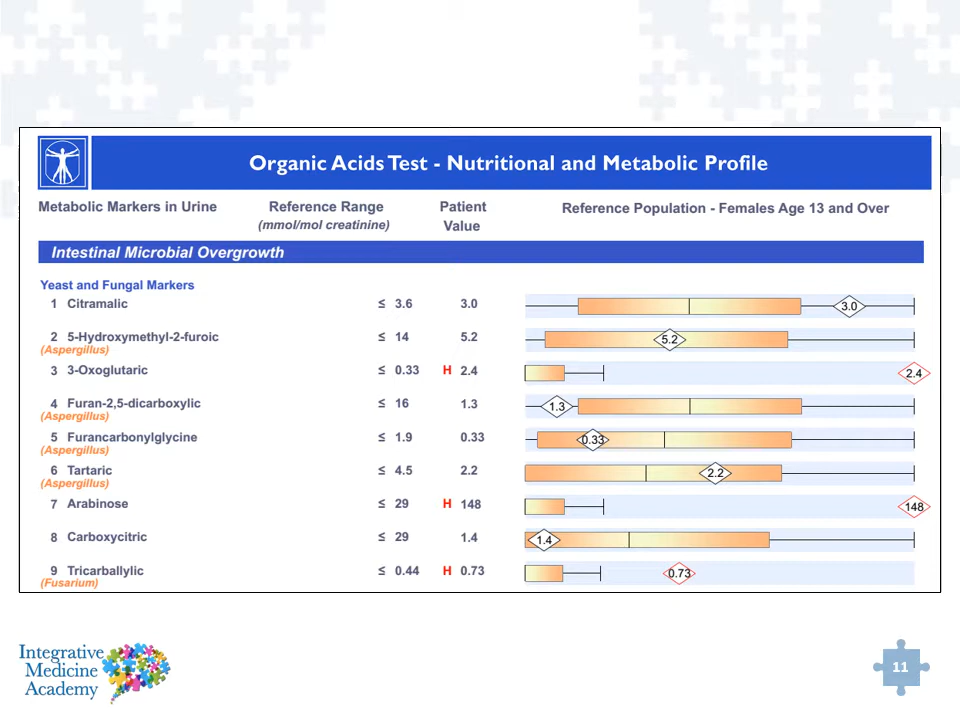 Organic Acids Test - Nutritional and Metabolic Profile
Metabolic Markers in Urine Reference Range Patient Reference Population - Females Age 13 and Over
(mmol/mol creatinine) Value
Intestinal Microbial Overgrowth
Yeast and Fungal Markers
1 Citramalic ≤ 3.6 3.0 3.0
2 5-Hydroxymethyl-2-furoic ≤ 14 5.2 5.2
(Aspergillus)
3 3-Oxoglutaric ≤ 0.33 H 2.4 2.4
4 Furan-2,5-dicarboxylic ≤ 16 1.3 1.3
(Aspergillus)
5 Furancarbonylglycine ≤ 1.9 0.33 0.33
(Aspergillus)
6 Tartaric ≤ 4.5 2.2 2.2
(Aspergillus)
7 Arabinose ≤ 29 H 148 148
8 Carboxycitric ≤ 29 1.4 1.4
9 Tricarballylic ≤ 0.44 H 0.73 0.73
(Fusarium)
Integrative
Medicine
Academy
11